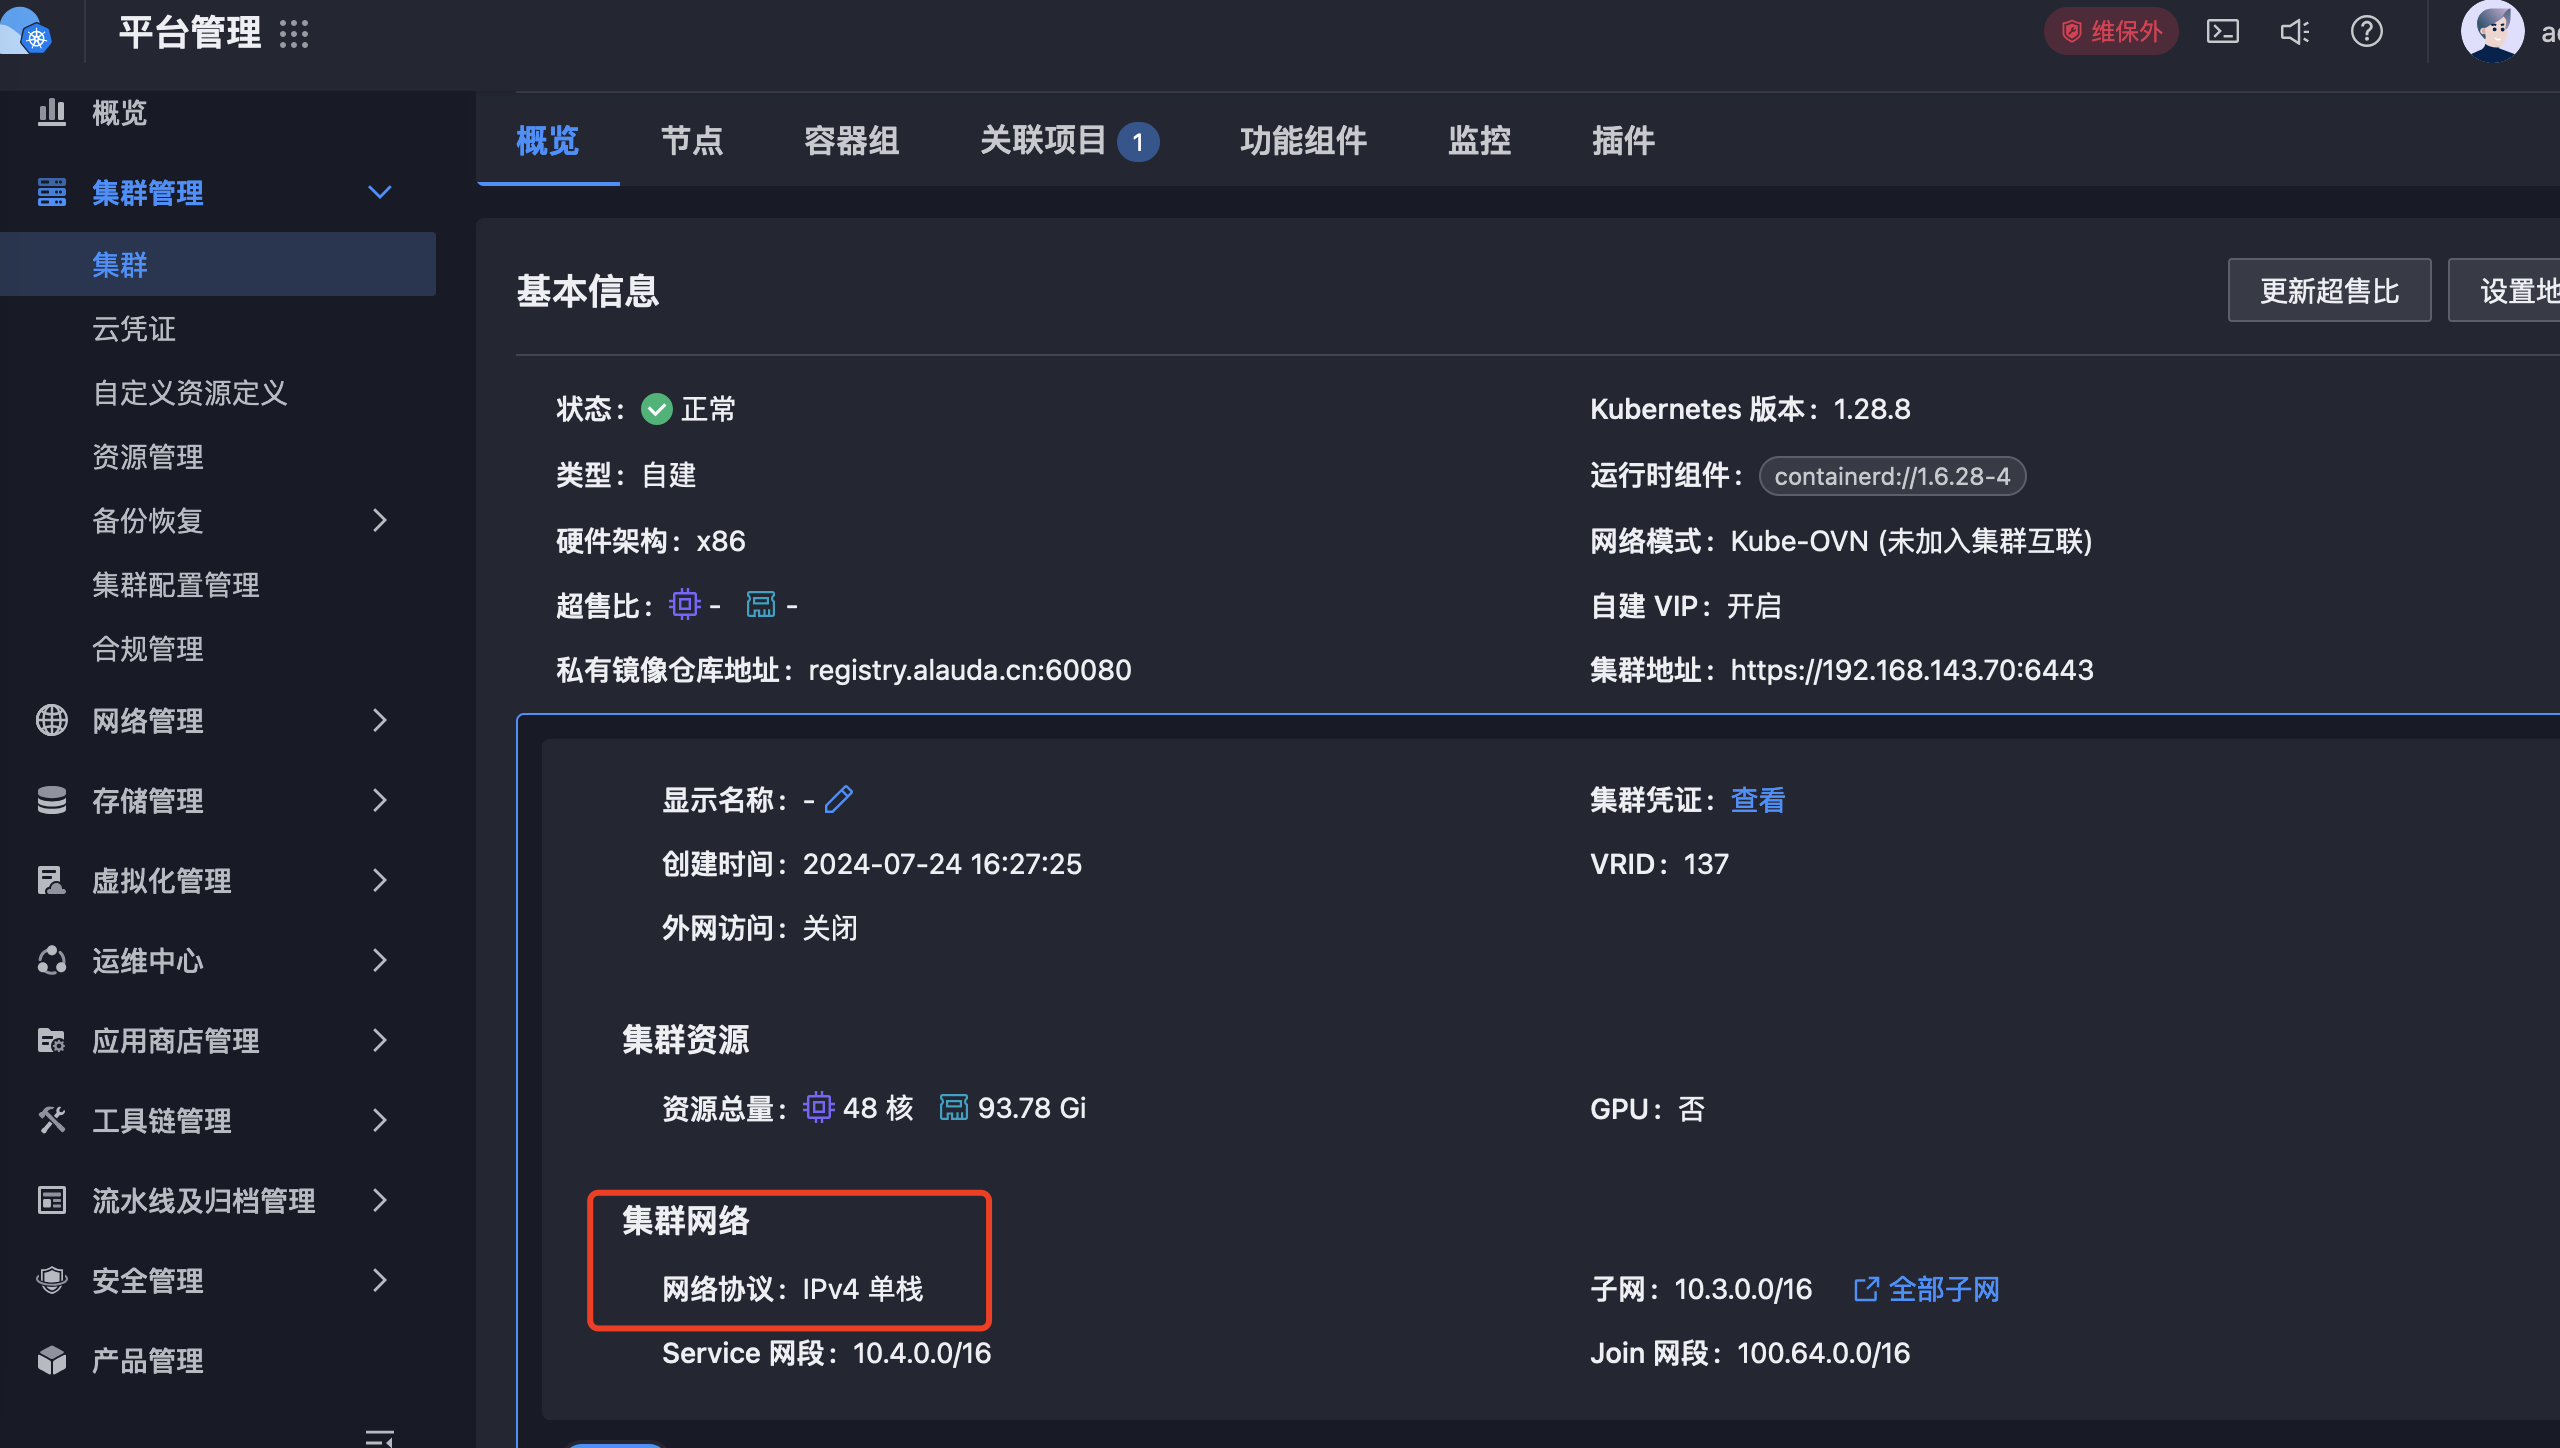 平台管理
维保外
概览
集群管理
集群
云凭证
自定义资源定义
资源管理
备份恢复
集群配置管理
合规管理
网络管理
存储管理
虚拟化管理
运维中心
应用商店管理
工具链管理
流水线及归档管理
安全管理
产品管理
概览 节点 容器组 关联项目 1 功能组件 监控 插件
基本信息
更新超售比 设置地
状态： 正常
Kubernetes 版本： 1.28.8
类型： 自建
运行时组件： containerd://1.6.28-4
硬件架构： x86
网络模式： Kube-OVN (未加入集群互联)
超售比： - -
自建 VIP： 开启
私有镜像仓库地址： registry.alauda.cn:60080
集群地址： https://192.168.143.70:6443
显示名称： -
集群凭证： 查看
创建时间： 2024-07-24 16:27:25
VRID： 137
外网访问： 关闭
集群资源
资源总量： 48 核 93.78 Gi
GPU： 否
集群网络
网络协议： IPv4 单栈
子网： 10.3.0.0/16 全部子网
Service 网段： 10.4.0.0/16
Join 网段： 100.64.0.0/16